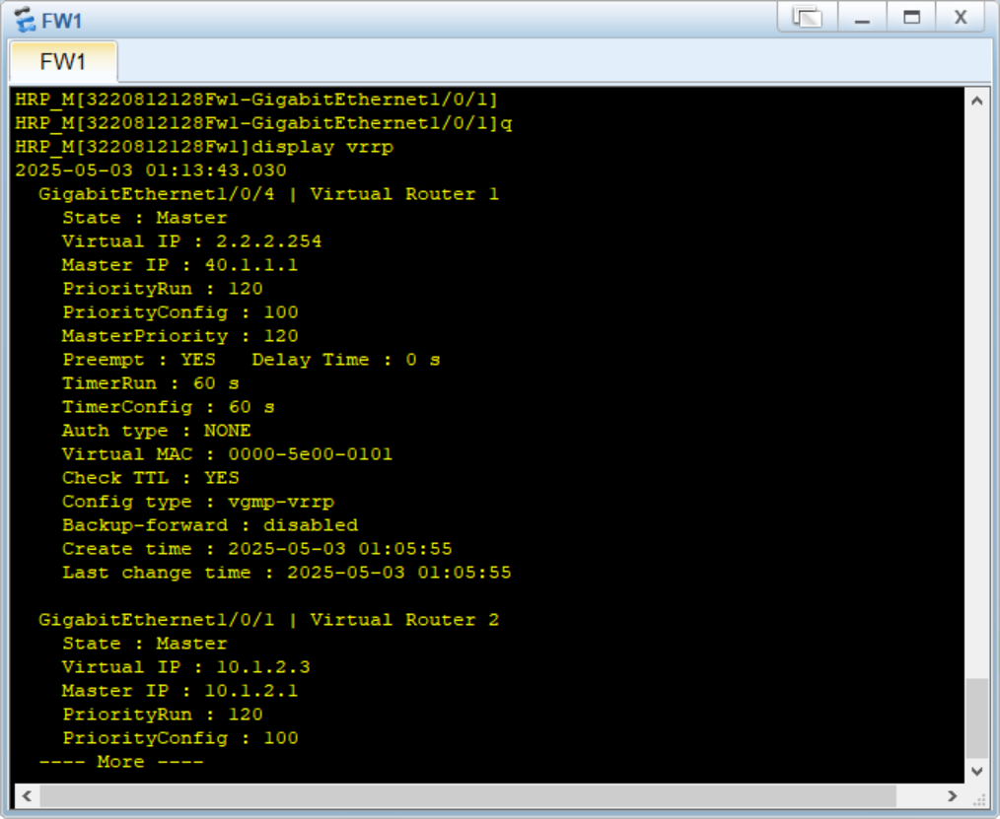 FW1
FW1
HRP_M[3220812128Fw1-GigabitEthernet1/0/1]
HRP_M[3220812128Fw1-GigabitEthernet1/0/1]q
HRP_M[3220812128Fw1]display vrrp
2025-05-03 01:13:43.030
  GigabitEthernet1/0/4 | Virtual Router 1
    State : Master
    Virtual IP : 2.2.2.254
    Master IP : 40.1.1.1
    PriorityRun : 120
    PriorityConfig : 100
    MasterPriority : 120
    Preempt : YES   Delay Time : 0 s
    TimerRun : 60 s
    TimerConfig : 60 s
    Auth type : NONE
    Virtual MAC : 0000-5e00-0101
    Check TTL : YES
    Config type : vgmp-vrrp
    Backup-forward : disabled
    Create time : 2025-05-03 01:05:55
    Last change time : 2025-05-03 01:05:55
  GigabitEthernet1/0/1 | Virtual Router 2
    State : Master
    Virtual IP : 10.1.2.3
    Master IP : 10.1.2.1
    PriorityRun : 120
    PriorityConfig : 100
  ---- More ----